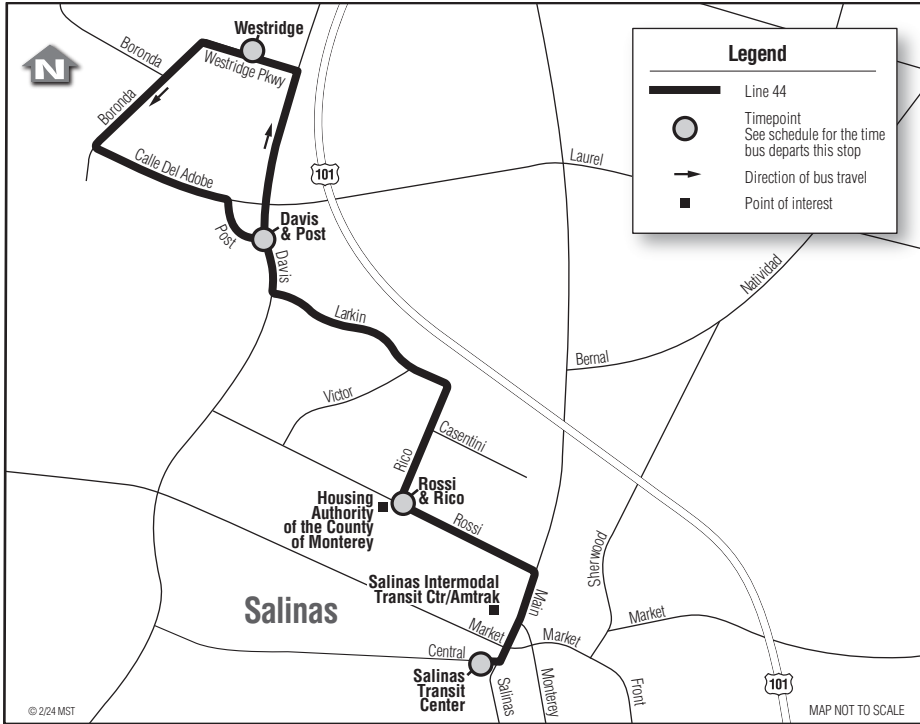 Westridge
Boronda
Westridge Pkwy
N
Boronda
Calle Del Adobe
Post
Davis
& Post
Davis
101
Laurel
Legend
Line 44
Timepoint
See schedule for the time
bus departs this stop
Direction of bus travel
Point of interest
Natividad
Larkin
Bernal
Victor
Casentini
Rico
Rossi
& Rico
Housing
Authority
of the County
of Monterey
Rossi
Sherwood
Salinas Intermodal
Transit Ctr/Amtrak
Main
Salinas
Market
Market
Market
Central
Salinas
Transit
Center
Salinas
Monterey
Front
101
© 2/24 MST
MAP NOT TO SCALE